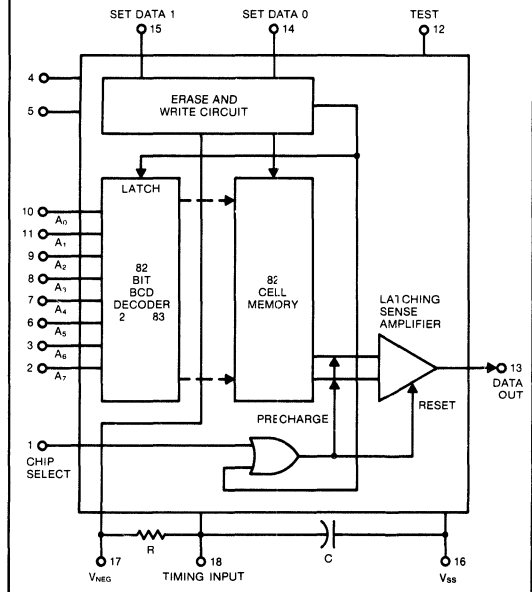 SET DATA 1
SET DATA 0
TEST
15
14
12
4
5
ERASE AND
WRITE CIRCUIT
LATCH
10
A₀
11
A₁
9
A₂
8
A₃
7
A₄
6
A₅
3
A₆
2
A₇
82
BIT
BCD
DECODER
2 83
82
CELL
MEMORY
LATCHING
SENSE
AMPLIFIER
13
DATA
OUT
RESET
PRECHARGE
1
CHIP
SELECT
R
C
17
18
16
VNEG
TIMING INPUT
VSS